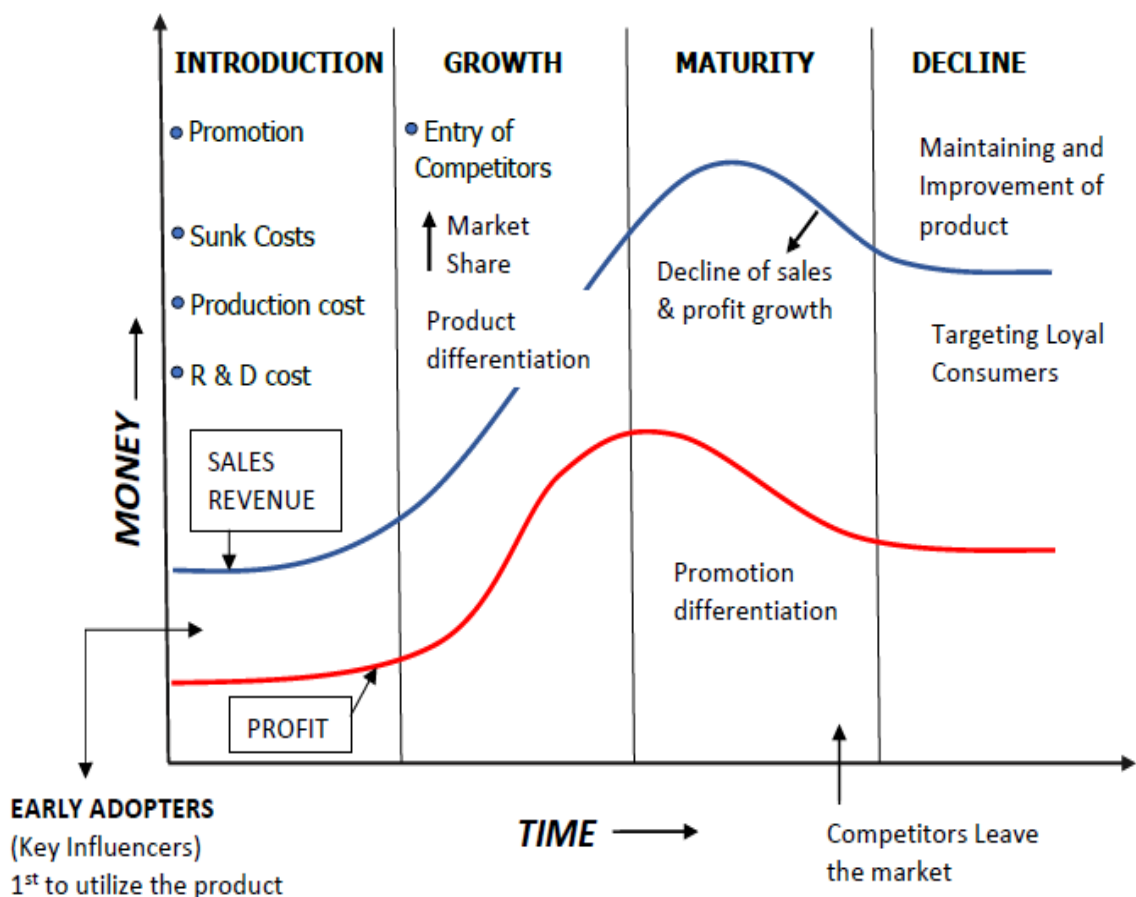 INTRODUCTION
Promotion
Sunk Costs
Production cost
R & D cost
SALES
REVENUE
PROFIT
GROWTH
Entry of
Competitors
Market
Share
Product
differentiation
MATURITY
Decline of sales
& profit growth
Promotion
differentiation
DECLINE
Maintaining and
Improvement of
product
Targeting Loyal
Consumers
MONEY
TIME
EARLY ADOPTERS
(Key Influencers)
1st to utilize the product
Competitors Leave
the market